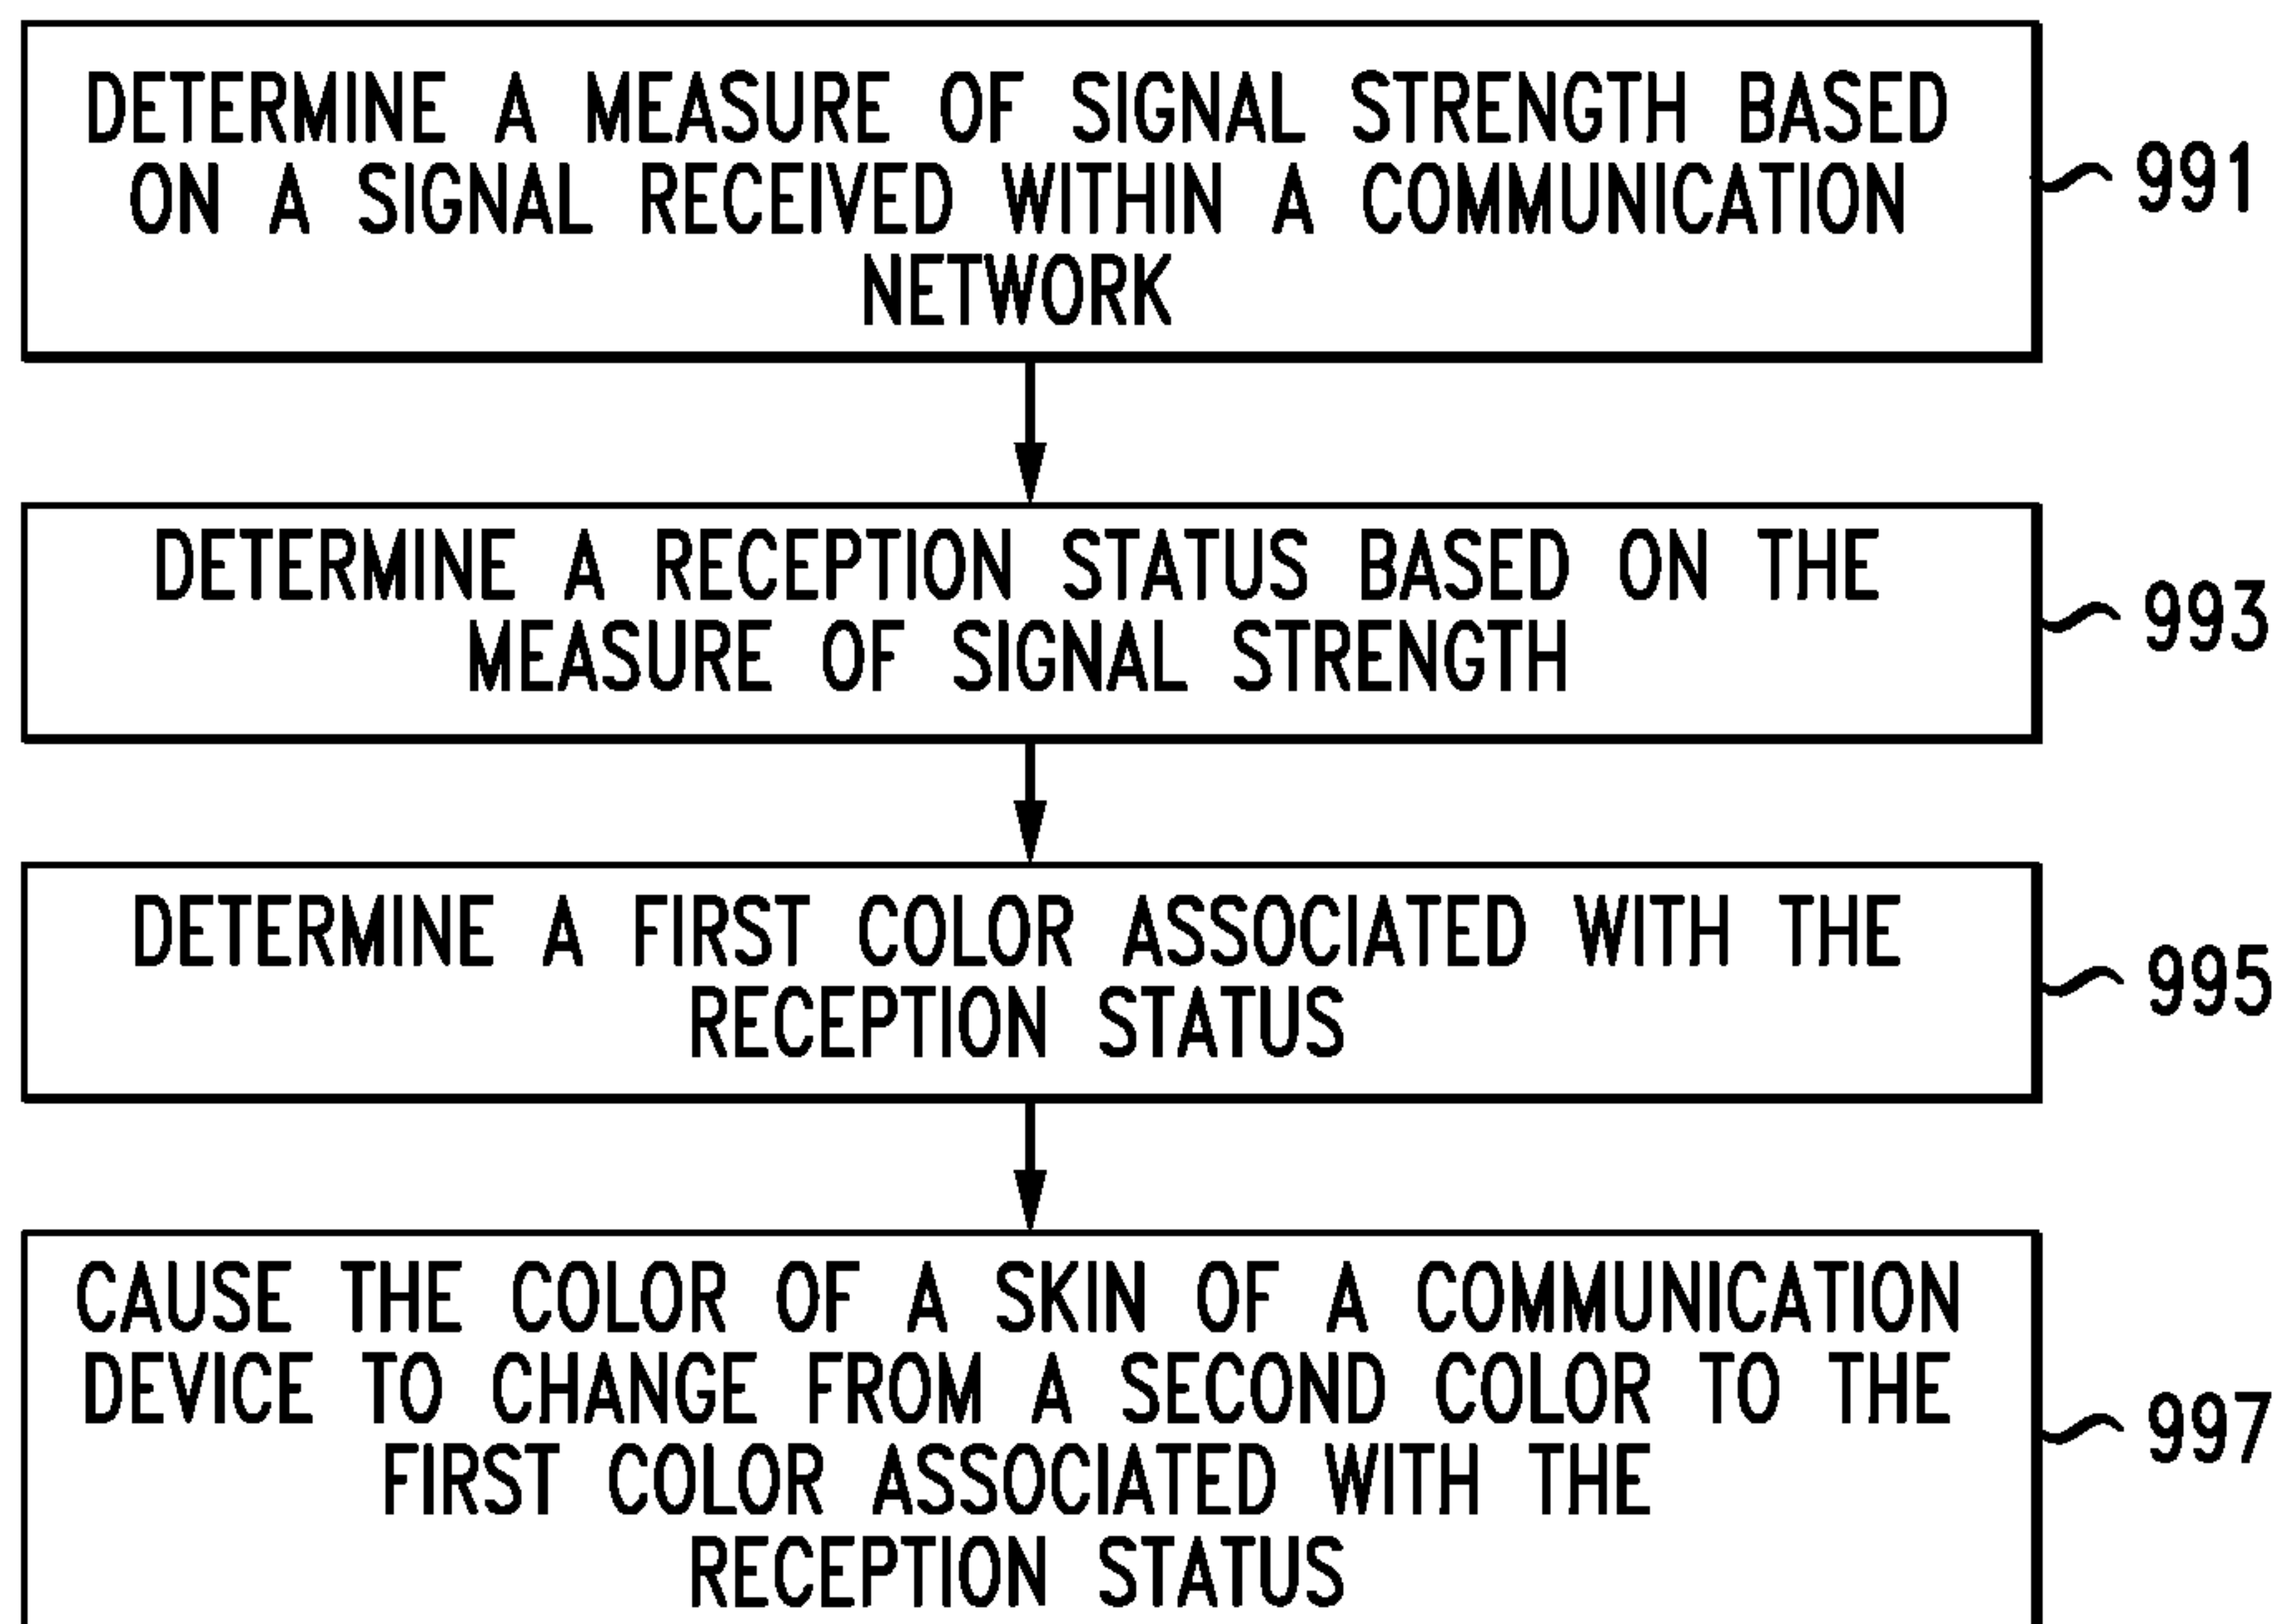 DETERMINE A MEASURE OF SIGNAL STRENGTH BASED
ON A SIGNAL RECEIVED WITHIN A COMMUNICATION
NETWORK
991
DETERMINE A RECEPTION STATUS BASED ON THE
MEASURE OF SIGNAL STRENGTH
993
DETERMINE A FIRST COLOR ASSOCIATED WITH THE
RECEPTION STATUS
995
CAUSE THE COLOR OF A SKIN OF A COMMUNICATION
DEVICE TO CHANGE FROM A SECOND COLOR TO THE
FIRST COLOR ASSOCIATED WITH THE
RECEPTION STATUS
997